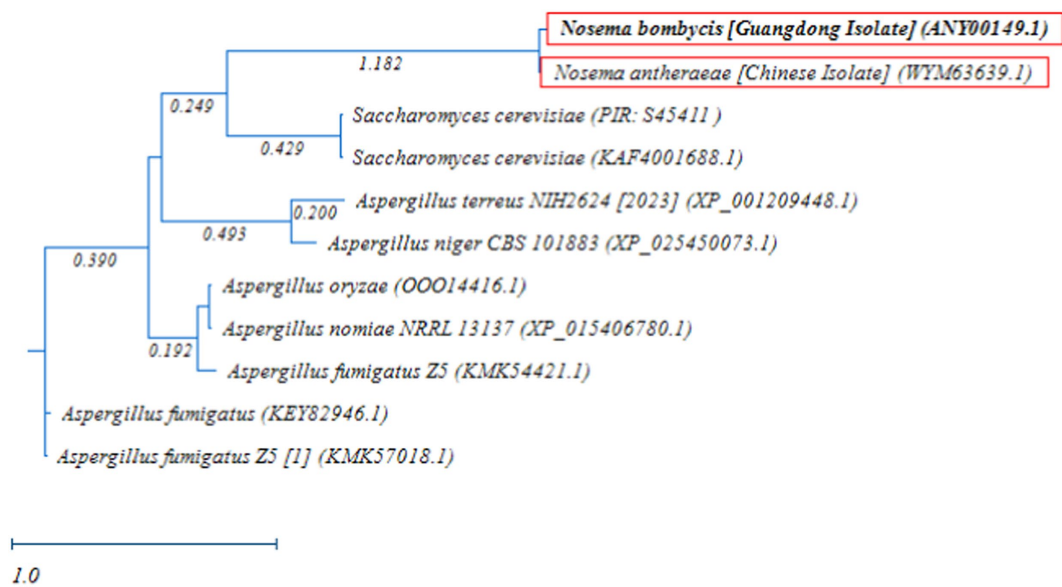 Nosema bombycis [Guangdong Isolate] (ANY00149.1)
1.182
Nosema antheraeae [Chinese Isolate] (WYM63639.1)
0.249
Saccharomyces cerevisiae (PIR: S45411 )
0.429
Saccharomyces cerevisiae (KAF4001688.1)
Aspergillus terreus NIH2624 [2023] (XP_001209448.1)
0.200
0.493
Aspergillus niger CBS 101883 (XP_025450073.1)
0.390
Aspergillus oryzae (OOO14416.1)
Aspergillus nomiae NRRL 13137 (XP_015406780.1)
0.192
Aspergillus fumigatus Z5 (KMK54421.1)
Aspergillus fumigatus (KEY82946.1)
Aspergillus fumigatus Z5 [1] (KMK57018.1)
1.0